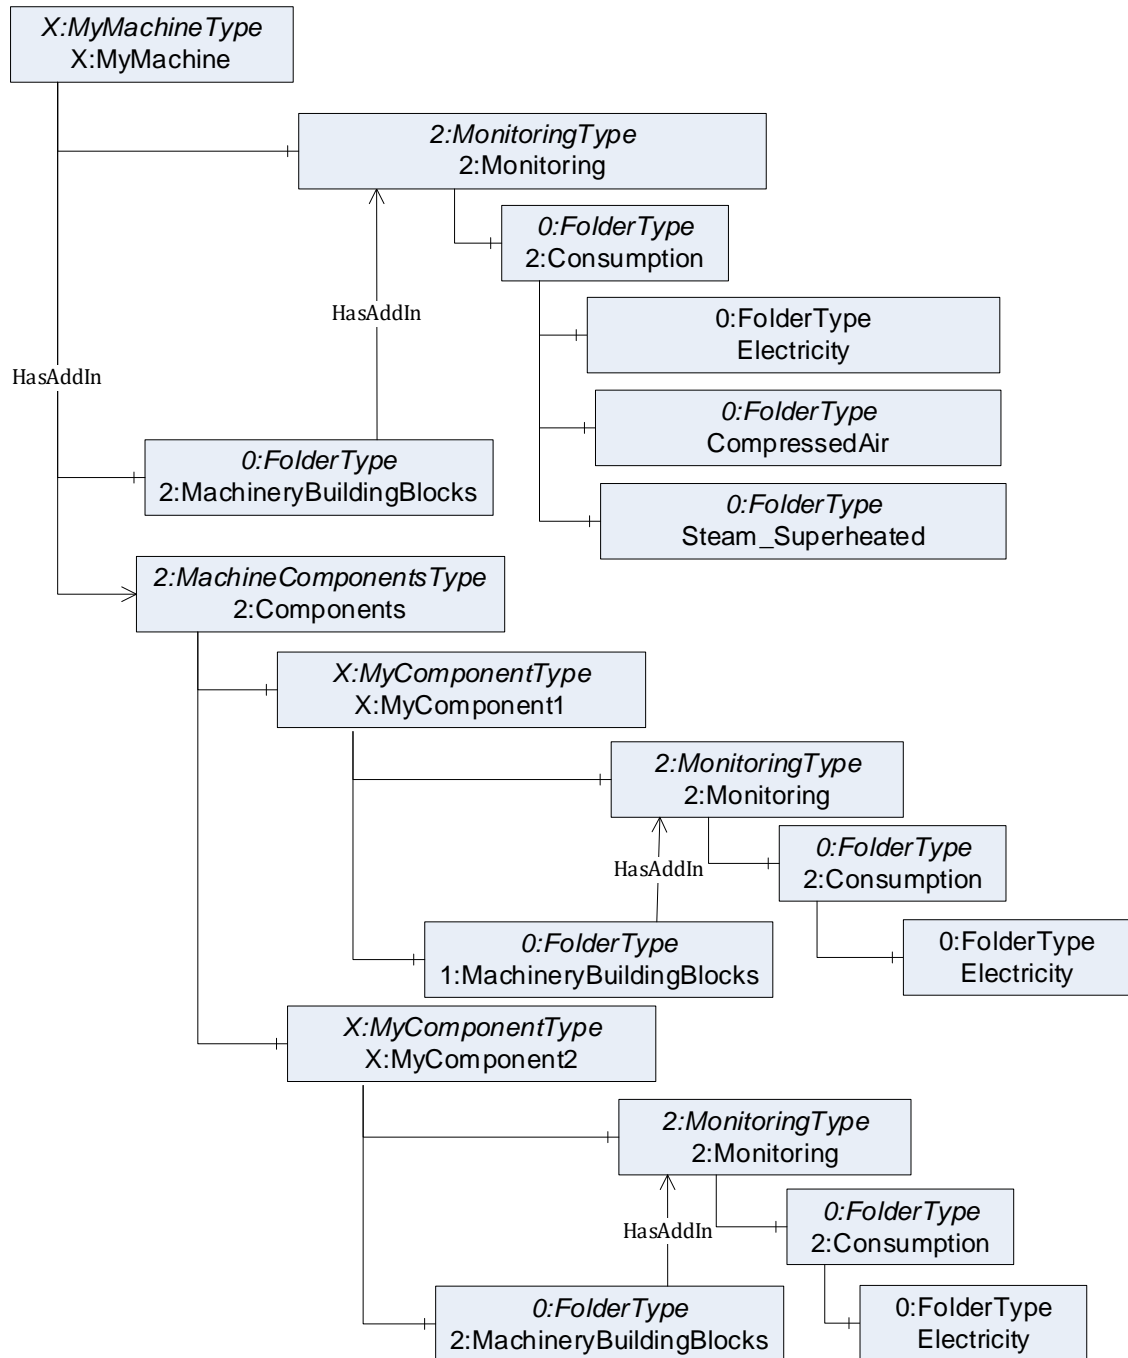 X:MyMachineType
X:MyMachine
2:MonitoringType
2:Monitoring
0:FolderType
2:Consumption
0:FolderType
Electricity
HasAddIn
HasAddIn
0:FolderType
CompressedAir
0:FolderType
2:MachineryBuildingBlocks
0:FolderType
Steam_Superheated
2:MachineComponentsType
2:Components
X:MyComponentType
X:MyComponent1
2:MonitoringType
2:Monitoring
HasAddIn
0:FolderType
2:Consumption
0:FolderType
1:MachineryBuildingBlocks
0:FolderType
Electricity
X:MyComponentType
X:MyComponent2
2:MonitoringType
2:Monitoring
HasAddIn
0:FolderType
2:Consumption
0:FolderType
2:MachineryBuildingBlocks
0:FolderType
Electricity